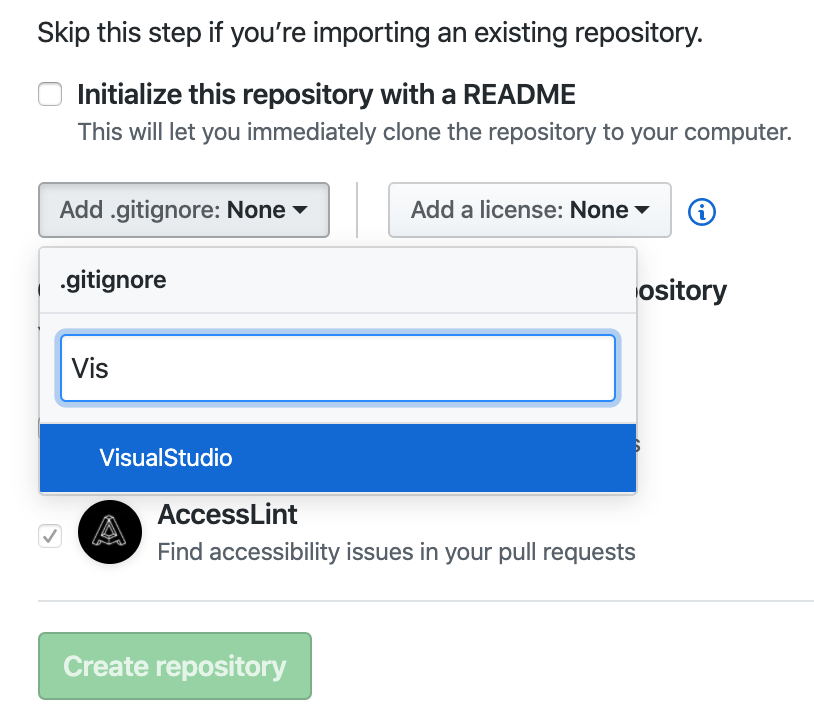 Skip this step if you’re importing an existing repository.
Initialize this repository with a README
This will let you immediately clone the repository to your computer.
Add .gitignore: None
Add a license: None
.gitignore
Vis
VisualStudio
AccessLint
Find accessibility issues in your pull requests
Create repository